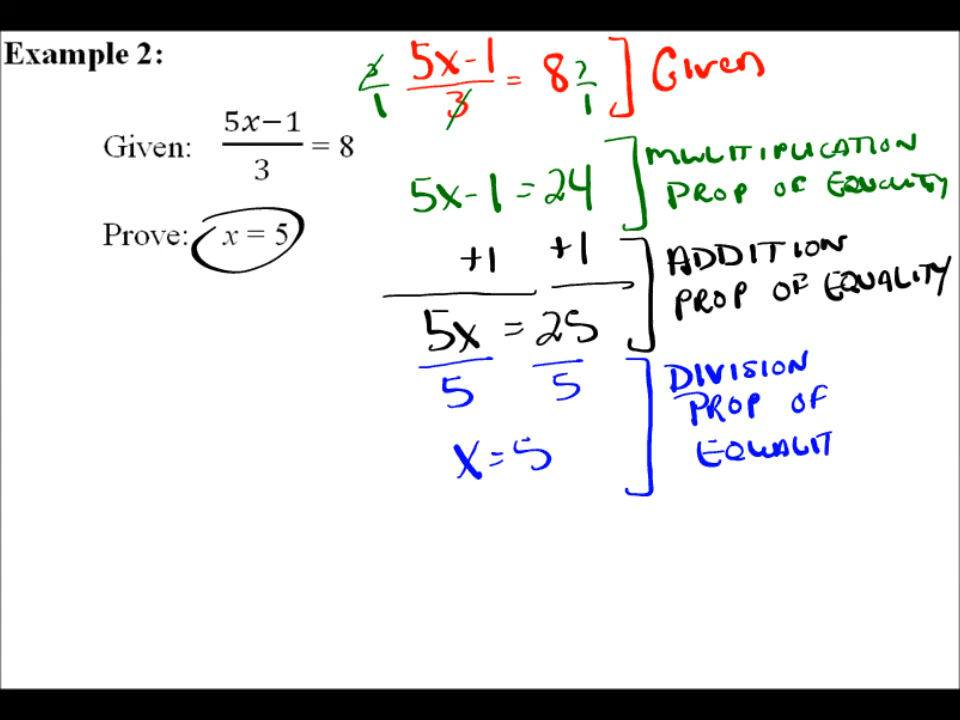 Example 2:
Given: 5x−1/3 = 8
Prove: x = 5
3/1 5x-1/3 = 8 3/1 Given
5x-1 = 24 MULTIPLICATION
PROP OF EQUALITY
+1 +1 ADDITION
PROP OF EQUALITY
5x = 25
5 5 DIVISION
PROP OF
x = 5 EQUALIT